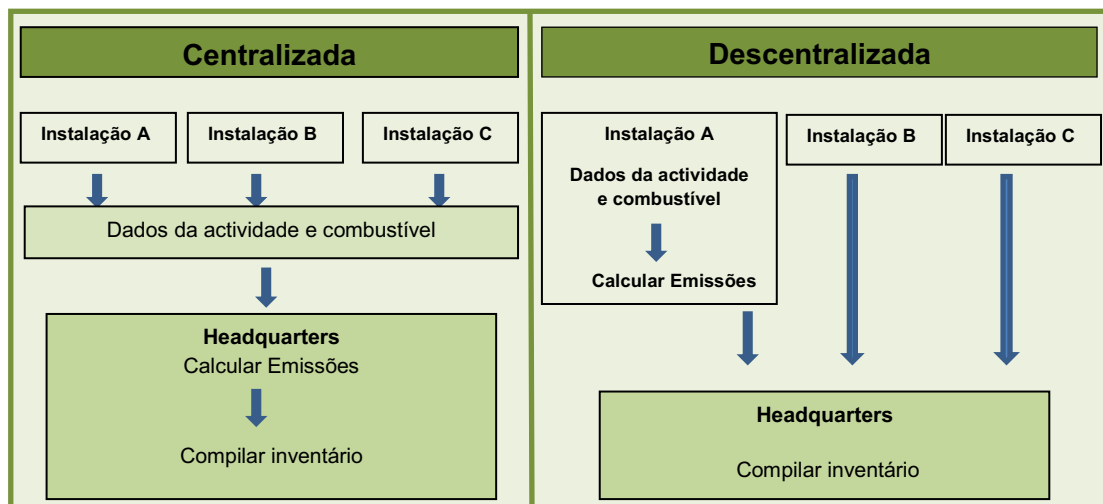 Centralizada
Instalação A
Instalação B
Instalação C
Dados da actividade e combustível
Headquarters
Calcular Emissões
Compilar inventário
Descentralizada
Instalação A
Dados da actividade
e combustível
Calcular Emissões
Instalação B
Instalação C
Headquarters
Compilar inventário